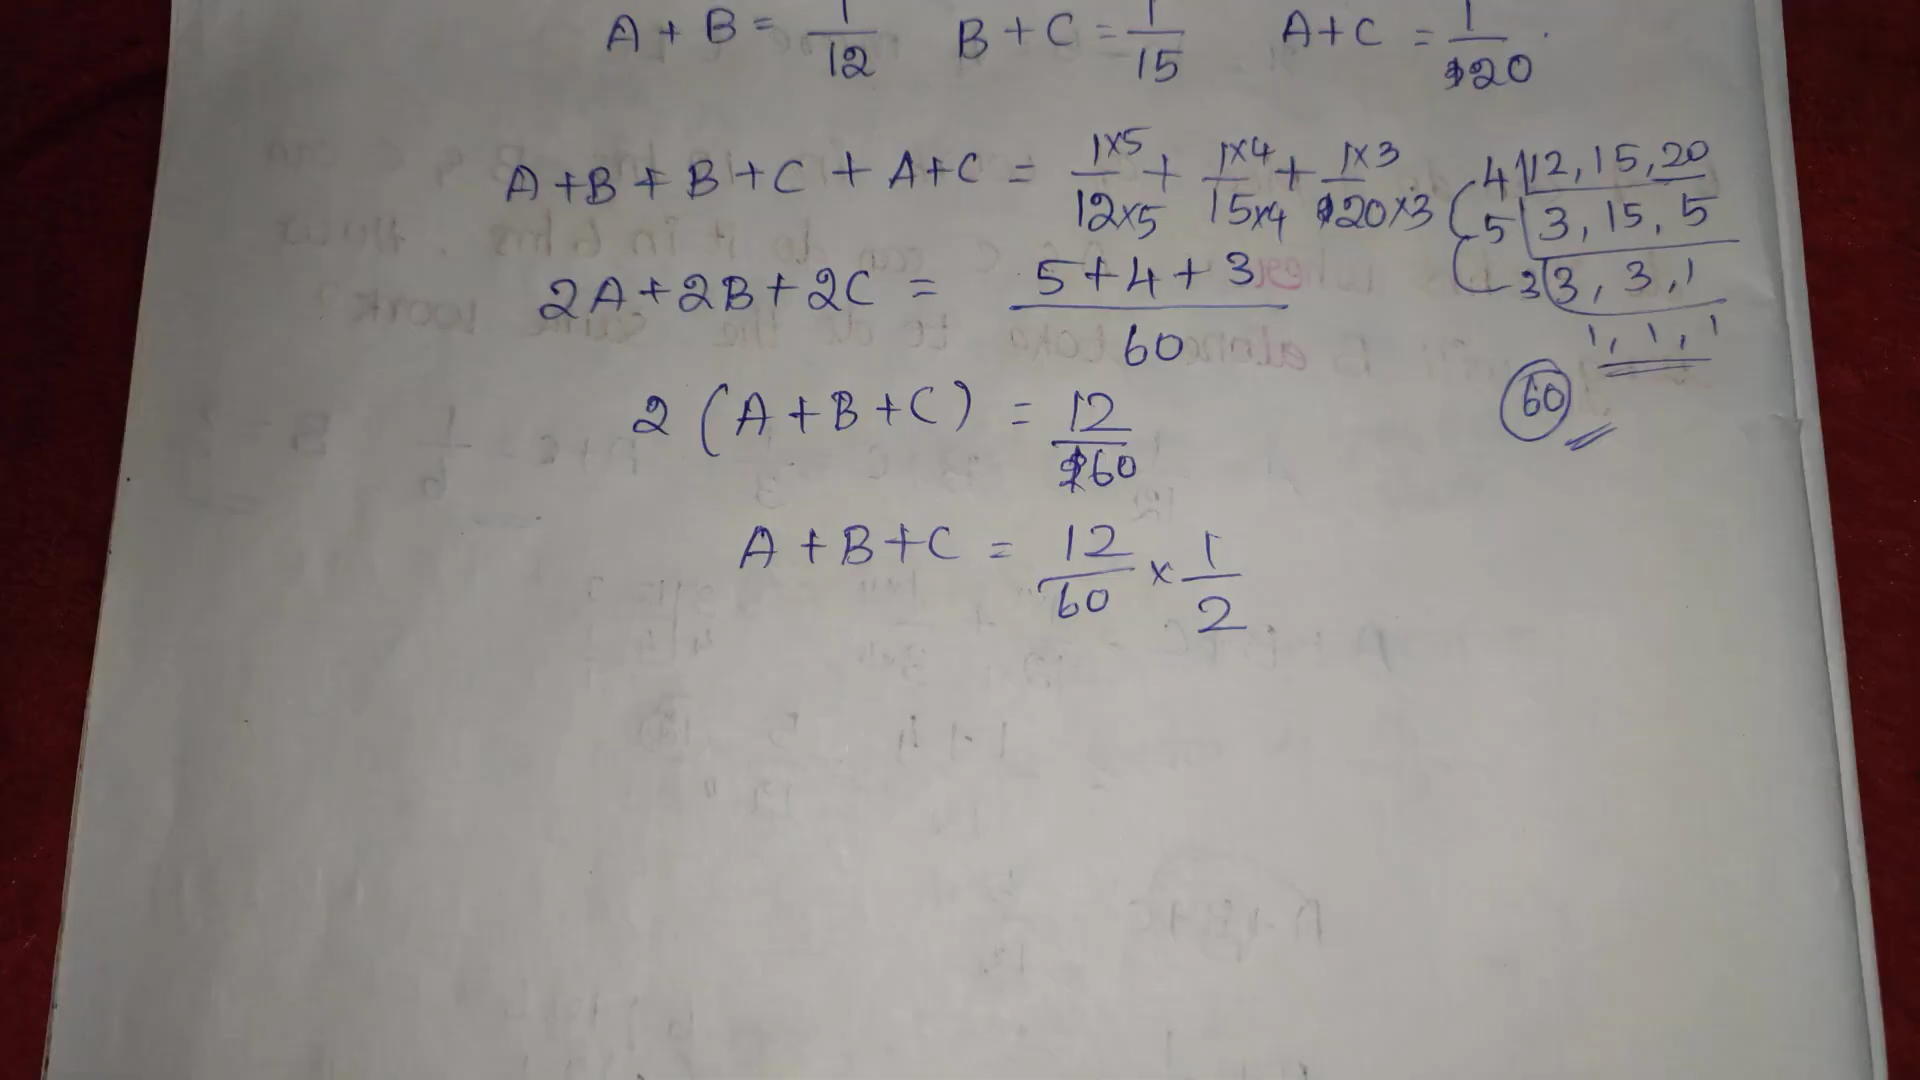 A + B = 1/12 B + C = 1/15 A+C = 1/20 .
A+B+B+C + A+C = 1×5/12×5 + 1×4/15×4 + 1×3/20×3
4 | 12, 15, 20
5 | 3, 15, 5
3 | 3, 3, 1
1, 1, 1
60
2A+2B+2C = 5+4+3/60
2 (A+B+C) = 12/60
A+B+C = 12/60 × 1/2